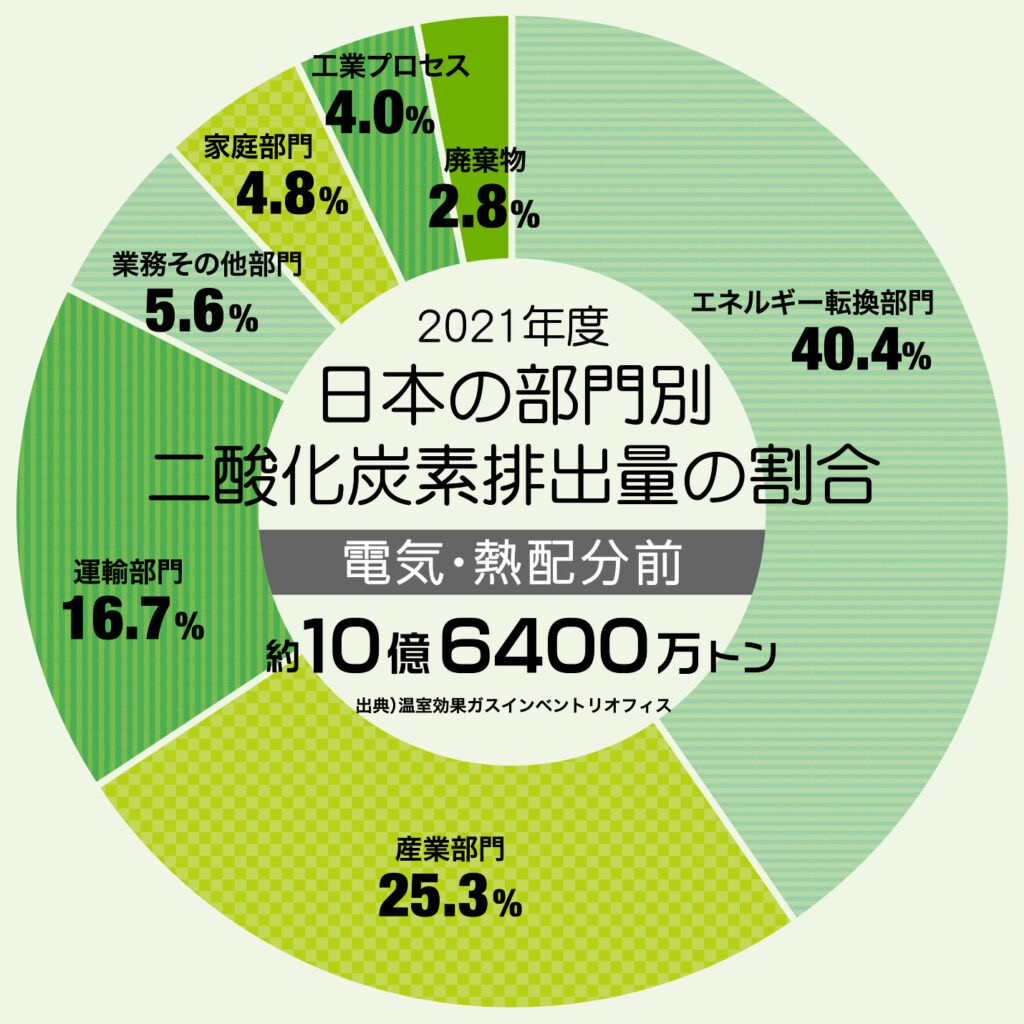 2021年度
日本の部門別
二酸化炭素排出量の割合
電気・熱配分前
約10億6400万トン
出典)温室効果ガスインベントリオフィス
エネルギー転換部門
40.4%
産業部門
25.3%
運輸部門
16.7%
業務その他部門
5.6%
家庭部門
4.8%
工業プロセス
4.0%
廃棄物
2.8%